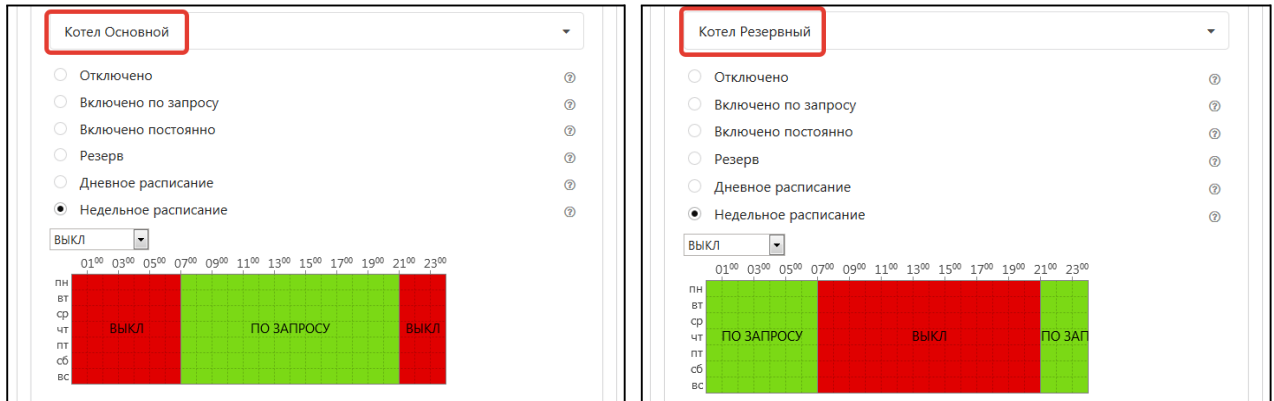 Котел Основной
Отключено
Включено по запросу
Включено постоянно
Резерв
Дневное расписание
Недельное расписание
ВЫКЛ
01⁰⁰ 03⁰⁰ 05⁰⁰ 07⁰⁰ 09⁰⁰ 11⁰⁰ 13⁰⁰ 15⁰⁰ 17⁰⁰ 19⁰⁰ 21⁰⁰ 23⁰⁰
пн
вт
ср
чт ВЫКЛ ПО ЗАПРОСУ ВЫКЛ
пт
сб
вс
Котел Резервный
Отключено
Включено по запросу
Включено постоянно
Резерв
Дневное расписание
Недельное расписание
ВЫКЛ
01⁰⁰ 03⁰⁰ 05⁰⁰ 07⁰⁰ 09⁰⁰ 11⁰⁰ 13⁰⁰ 15⁰⁰ 17⁰⁰ 19⁰⁰ 21⁰⁰ 23⁰⁰
пн
вт
ср
чт ПО ЗАПРОСУ ВЫКЛ ПО ЗАП
пт
сб
вс